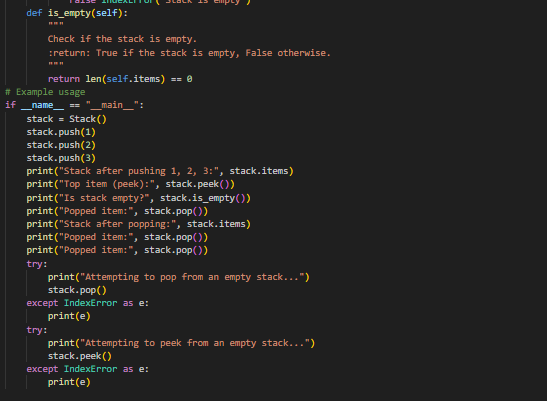 IndexError("Stack is empty")
    def is_empty(self):
        """
        Check if the stack is empty.
        :return: True if the stack is empty, False otherwise.
        """
        return len(self.items) == 0
# Example usage
if __name__ == "__main__":
    stack = Stack()
    stack.push(1)
    stack.push(2)
    stack.push(3)
    print("Stack after pushing 1, 2, 3:", stack.items)
    print("Top item (peek):", stack.peek())
    print("Is stack empty?", stack.is_empty())
    print("Popped item:", stack.pop())
    print("Stack after popping:", stack.items)
    print("Popped item:", stack.pop())
    print("Popped item:", stack.pop())
    try:
        print("Attempting to pop from an empty stack...")
        stack.pop()
    except IndexError as e:
        print(e)
    try:
        print("Attempting to peek from an empty stack...")
        stack.peek()
    except IndexError as e:
        print(e)